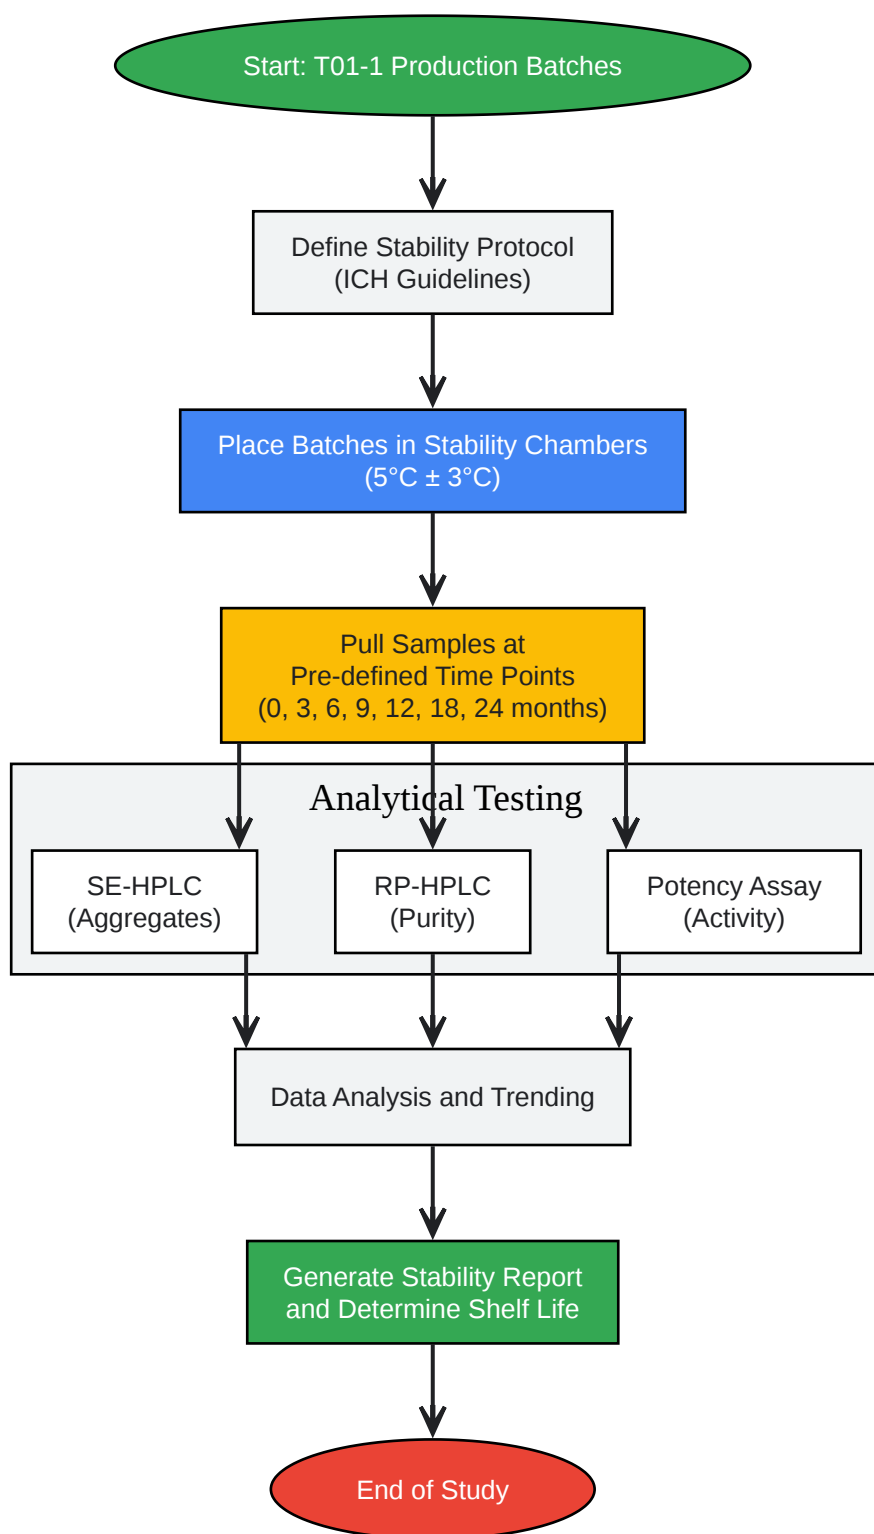 Start: T01-1 Production Batches
Define Stability Protocol
(ICH Guidelines)
Place Batches in Stability Chambers
(5°C ± 3°C)
Pull Samples at
Pre-defined Time Points
(0, 3, 6, 9, 12, 18, 24 months)
Analytical Testing
SE-HPLC
(Aggregates)
RP-HPLC
(Purity)
Potency Assay
(Activity)
Data Analysis and Trending
Generate Stability Report
and Determine Shelf Life
End of Study